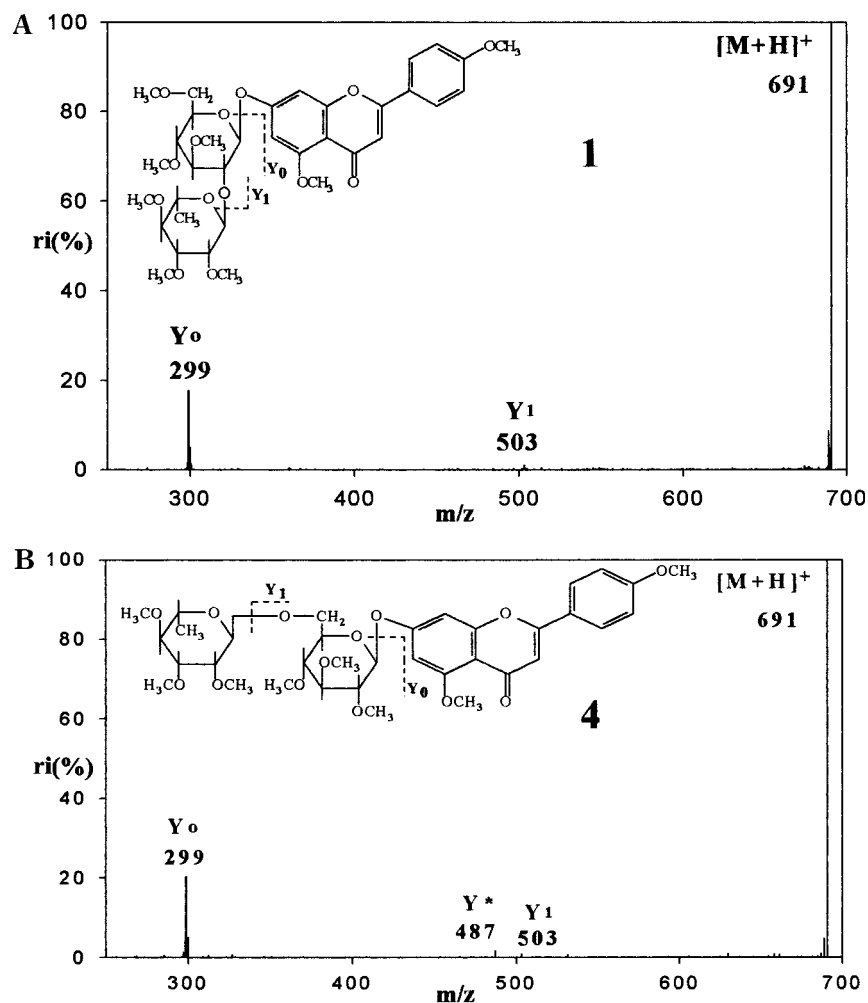 A
100
80
60
ri(%)
40
20
0
300
400
500
600
700
m/z
[M+H]+
691
1
Yo
299
Y1
503
OCH3
H3CO—CH2
O
O
O
OCH3
H3CO
Y0
OCH3
O
O
Y1
H3CO
O
CH3
H3CO
OCH3
B
100
80
60
ri(%)
40
20
0
300
400
500
600
700
m/z
[M+H]+
691
4
Yo
299
Y*
487
Y1
503
OCH3
Y1
H3CO
O
O
CH2
O
O
CH3
O
H3CO
OCH3
H3CO
OCH3
OCH3
Y0
OCH3
O